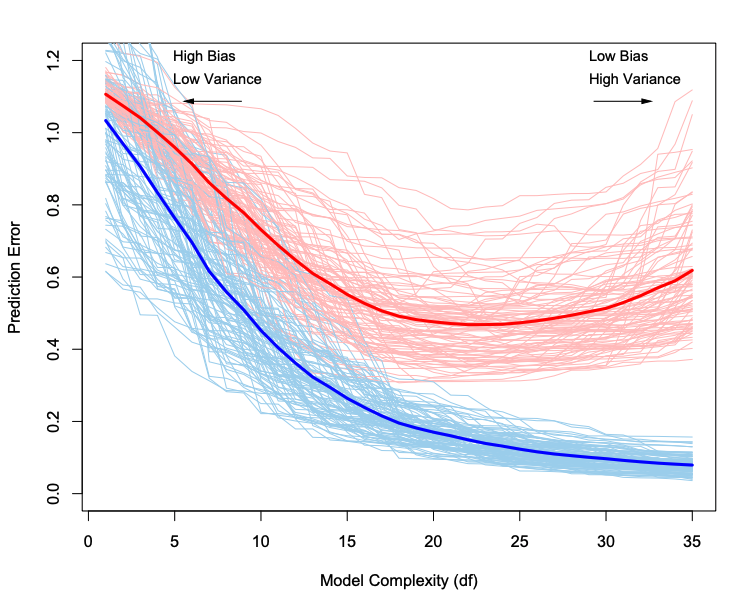 High Bias
Low Variance
Low Bias
High Variance
Prediction Error
1.2
1.0
0.8
0.6
0.4
0.2
0.0
0 5 10 15 20 25 30 35
Model Complexity (df)